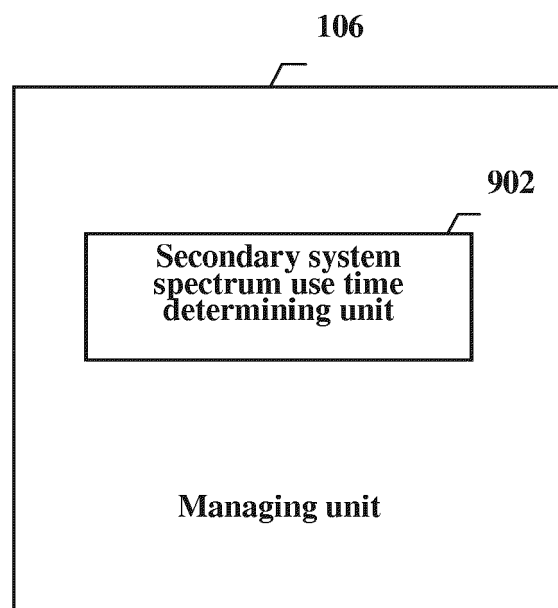 106
902
Secondary system
spectrum use time
determining unit
Managing unit